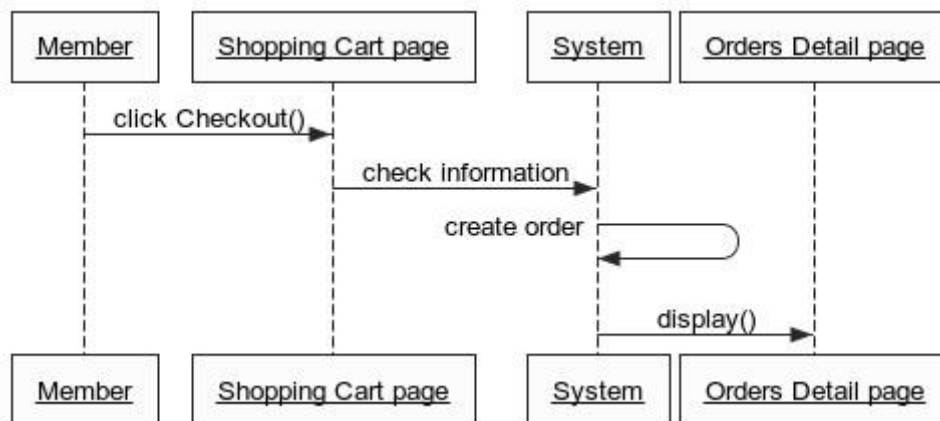 Member
Shopping Cart page
System
Orders Detail page
click Checkout()
check information
create order
display()
Member
Shopping Cart page
System
Orders Detail page